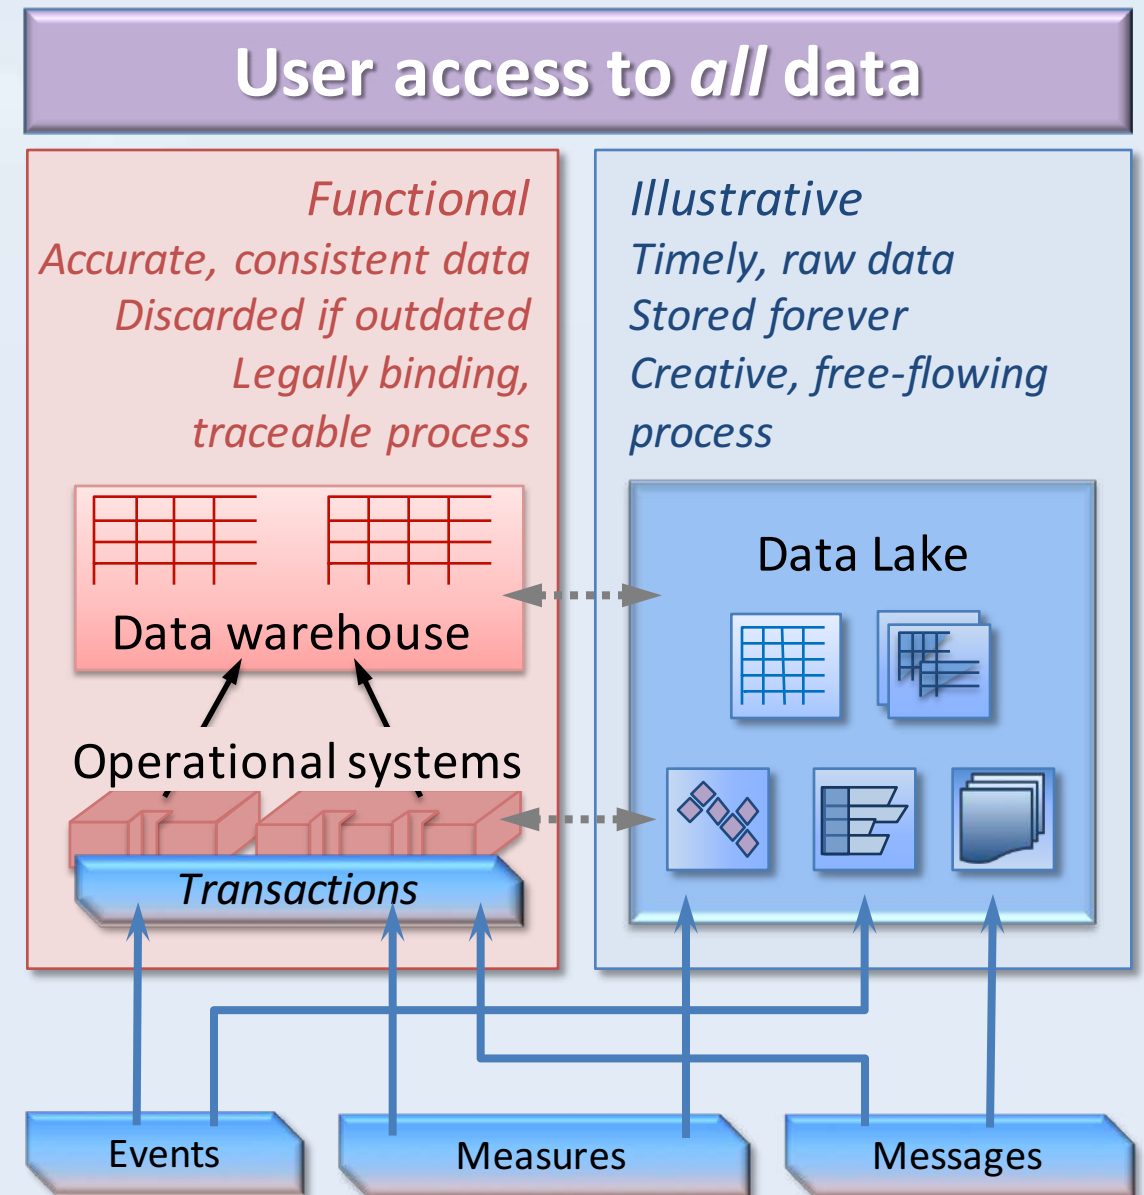 User access to all data
Functional
Accurate, consistent data
Discarded if outdated
Legally binding,
traceable process
Illustrative
Timely, raw data
Stored forever
Creative, free-flowing
process
Data warehouse
Operational systems
Transactions
Data Lake
Events
Measures
Messages